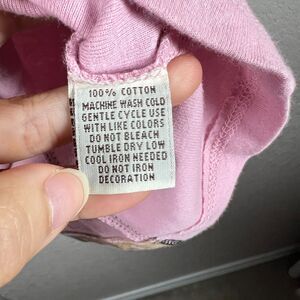 100% COTTON
MACHINE WASH COLD
GENTLE CYCLE USE
WITH LIKE COLORS
DO NOT BLEACH
TUMBLE DRY LOW
COOL IRON NEEDED
DO NOT IRON
DECORATION